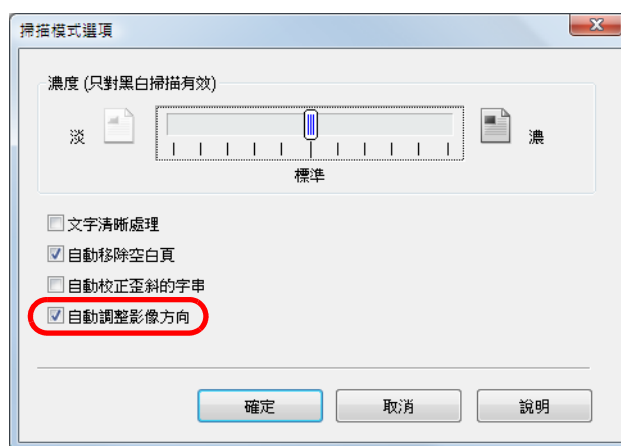 掃描模式選項
濃度 (只對黑白掃描有效)
淡
濃
標準
文字清晰處理
自動移除空白頁
自動校正歪斜的字串
自動調整影像方向
確定 取消 說明